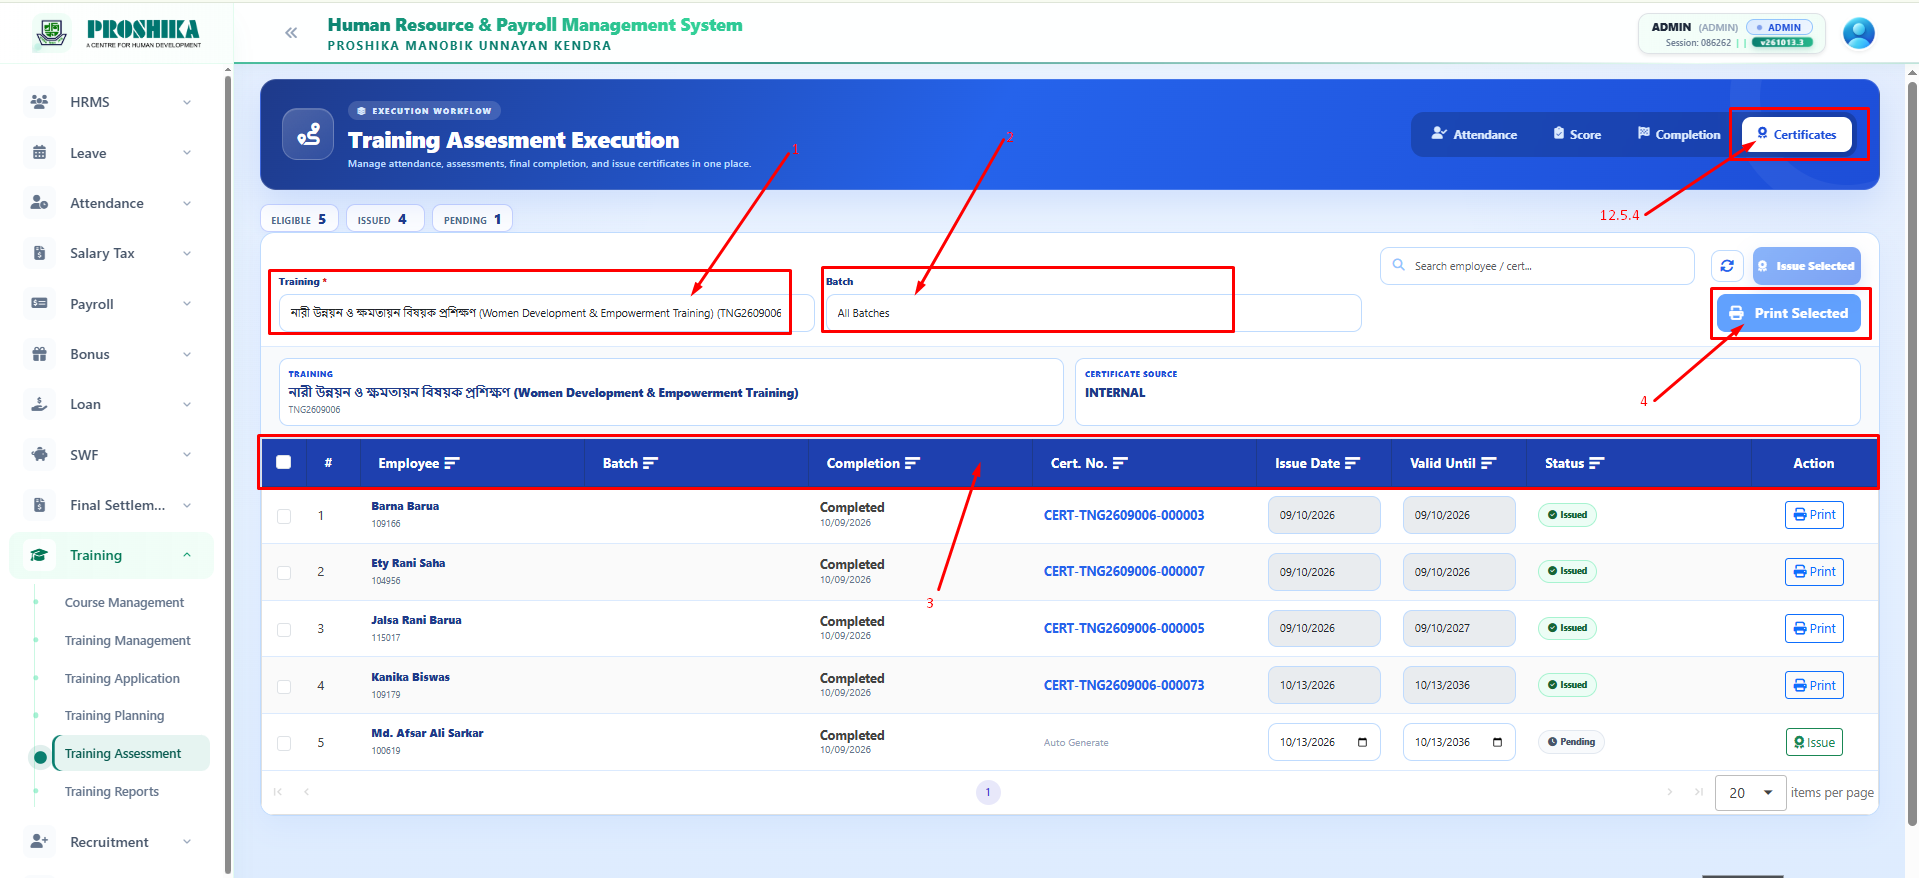 PROSHIKA
A CENTRE FOR HUMAN DEVELOPMENT
Human Resource & Payroll Management System
PROSHIKA MANOBIK UNNAYAN KENDRA
ADMIN (ADMIN) ADMIN
Session: 086262 | | v261013.3
HRMS
Leave
Attendance
Salary Tax
Payroll
Bonus
Loan
SWF
Final Settlem...
Training
Course Management
Training Management
Training Application
Training Planning
Training Assessment
Training Reports
Recruitment
EXECUTION WORKFLOW
Training Assesment Execution
Manage attendance, assessments, final completion, and issue certificates in one place.
Attendance Score Completion Certificates
1
2
12.5.4
ELIGIBLE 5 ISSUED 4 PENDING 1
Training * Batch
নারী উন্নয়ন ও ক্ষমতায়ন বিষয়ক প্রশিক্ষণ (Women Development & Empowerment Training) (TNG2609006 All Batches
Search employee / cert... Issue Selected
Print Selected
4
TRAINING
নারী উন্নয়ন ও ক্ষমতায়ন বিষয়ক প্রশিক্ষণ (Women Development & Empowerment Training)
TNG2609006
CERTIFICATE SOURCE
INTERNAL
# Employee Batch Completion Cert. No. Issue Date Valid Until Status Action
1 Barna Barua Completed CERT-TNG2609006-000003 09/10/2026 09/10/2026 Issued Print
109166 10/09/2026
2 Ety Rani Saha Completed CERT-TNG2609006-000007 09/10/2026 09/10/2026 Issued Print
104956 10/09/2026
3
3 Jalsa Rani Barua Completed CERT-TNG2609006-000005 09/10/2026 09/10/2027 Issued Print
115017 10/09/2026
4 Kanika Biswas Completed CERT-TNG2609006-000073 10/13/2026 10/13/2036 Issued Print
109179 10/09/2026
5 Md. Afsar Ali Sarkar Completed Auto Generate 10/13/2026 10/13/2036 Pending Issue
100619 10/09/2026
1 20 items per page